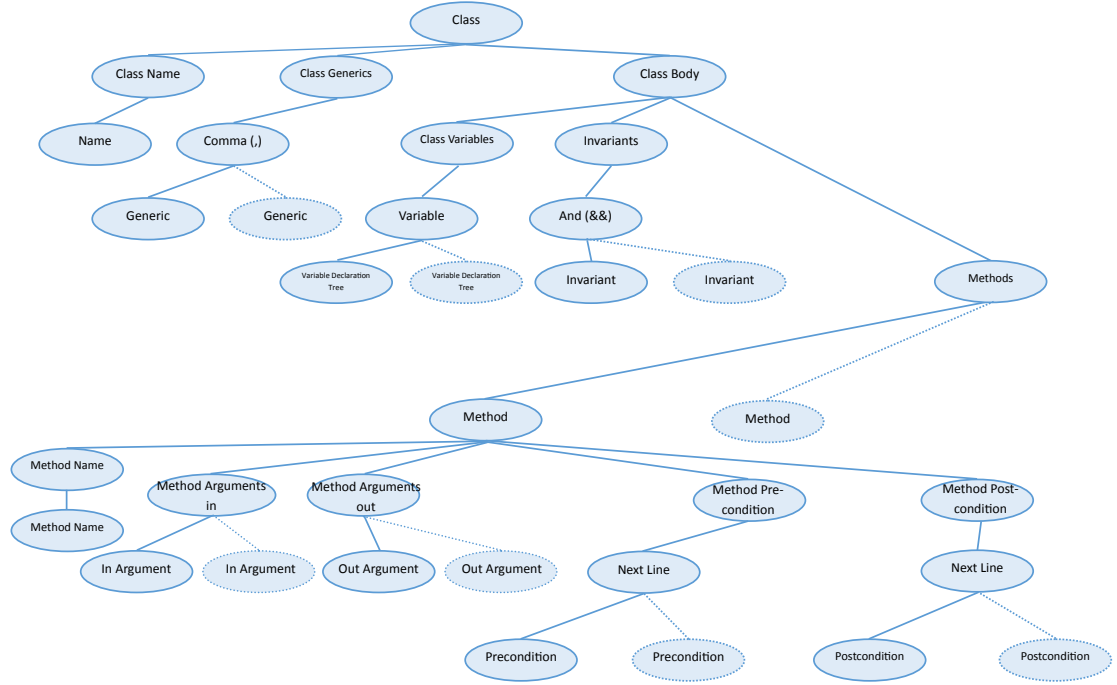 Class
Class Name
Class Generics
Class Body
Name
Comma (,)
Class Variables
Invariants
Generic
Generic
Variable
And (&&)
Variable Declaration
Tree
Variable Declaration
Tree
Invariant
Invariant
Methods
Method
Method
Method Name
Method Arguments
in
Method Arguments
out
Method Pre-
condition
Method Post-
condition
Method Name
In Argument
In Argument
Out Argument
Out Argument
Next Line
Next Line
Precondition
Precondition
Postcondition
Postcondition